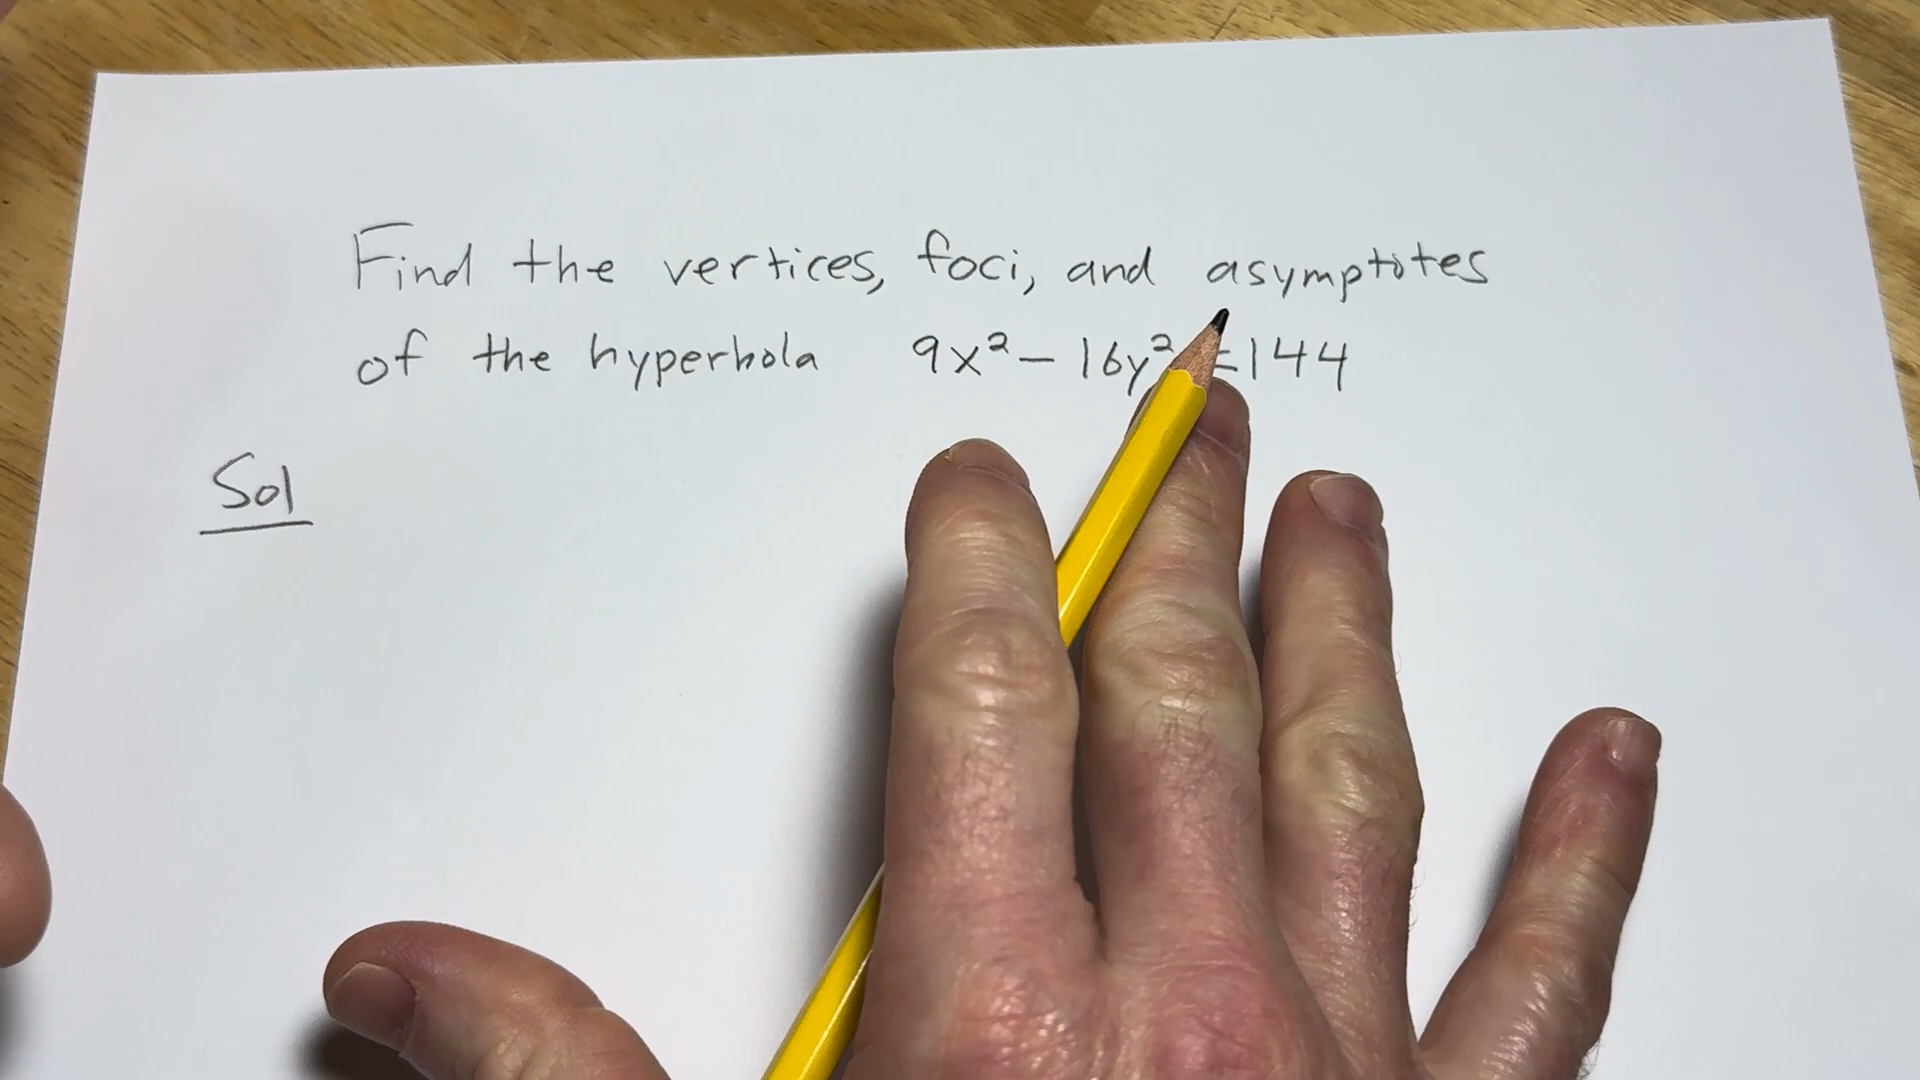 Find the vertices, foci, and asymptotes
of the hyperbola 9x² - 16y² = 144
Sol